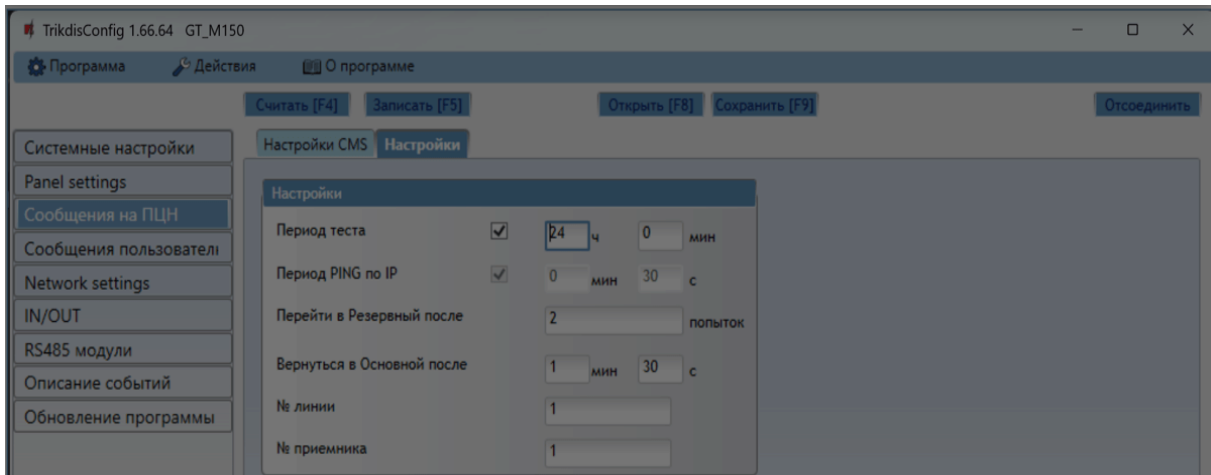 TrikdisConfig 1.66.64 GT_M150
Программа Действия О программе
Считать [F4] Записать [F5] Открыть [F8] Сохранить [F9] Отсоединить
Системные настройки
Panel settings
Сообщения на ПЦН
Сообщения пользователю
Network settings
IN/OUT
RS485 модули
Описание событий
Обновление программы
Настройки CMS Настройки
Настройки
Период теста 24 ч 0 мин
Период PING по IP 0 мин 30 с
Перейти в Резервный после 2 попыток
Вернуться в Основной после 1 мин 30 с
№ линии 1
№ приемника 1